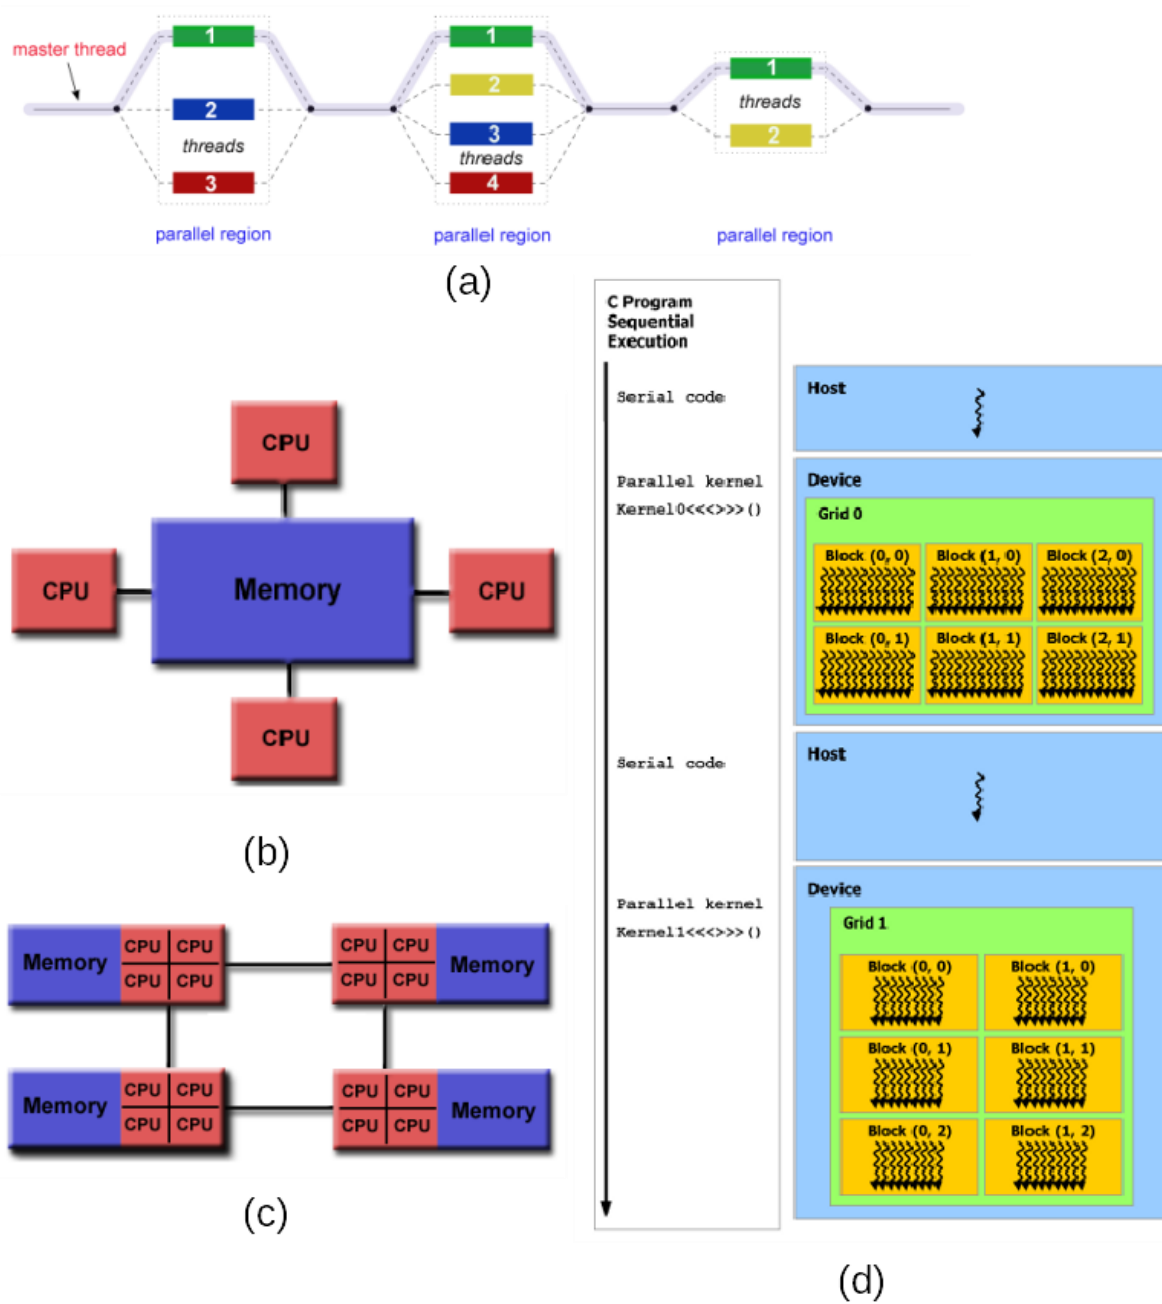 master thread
1
2
threads
3
parallel region
1
2
3
threads
4
parallel region
1
threads
2
parallel region
(a)
CPU
CPU
Memory
CPU
CPU
(b)
Memory
CPU CPU
CPU CPU
CPU CPU
CPU CPU
Memory
Memory
CPU CPU
CPU CPU
CPU CPU
CPU CPU
Memory
(c)
C Program
Sequential
Execution
Serial code
Parallel kernel
Kernel0<<<>>>()
Serial code
Parallel kernel
Kernel1<<<>>>()
Host
Device
Grid 0
Block (0, 0) Block (1, 0) Block (2, 0)
Block (0, 1) Block (1, 1) Block (2, 1)
Host
Device
Grid 1
Block (0, 0) Block (1, 0)
Block (0, 1) Block (1, 1)
Block (0, 2) Block (1, 2)
(d)